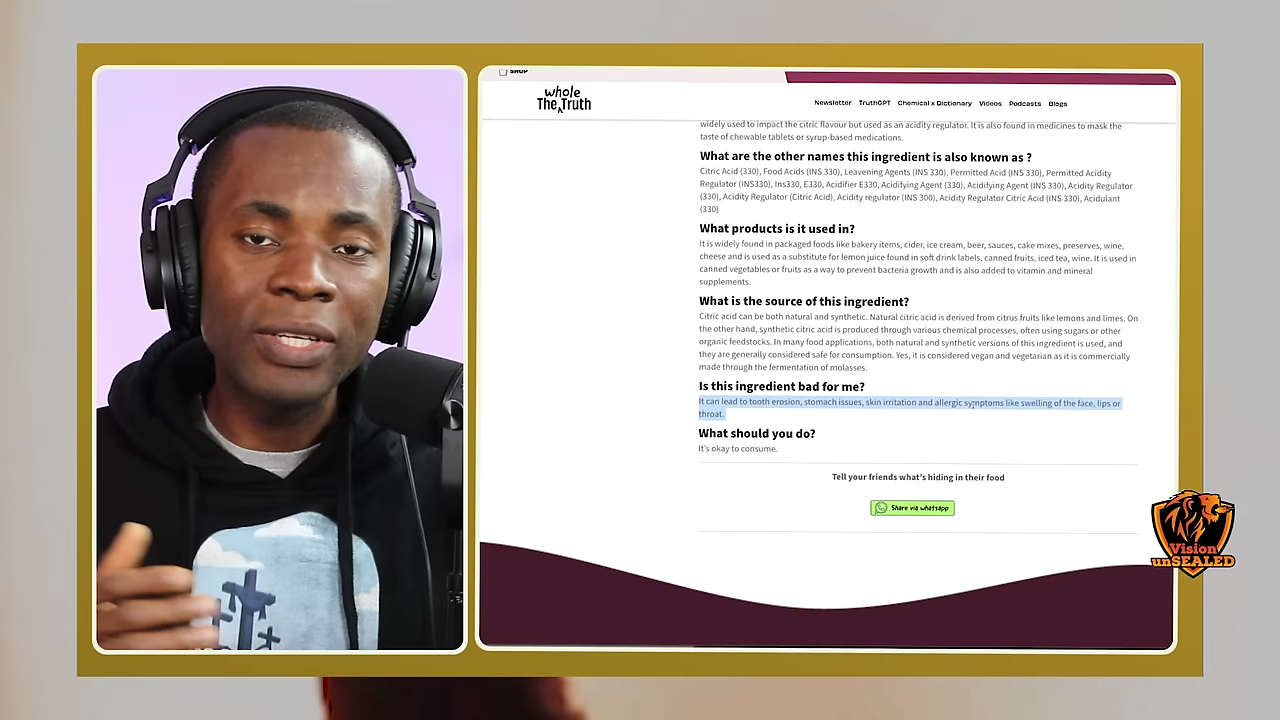 SHOP
whole
The Truth
Newsletter TruthGPT Chemical x Dictionary Videos Podcasts Blogs
widely used to impact the citric flavour but used as an acidity regulator. It is also found in medicines to mask the
taste of chewable tablets or syrup-based medications.
What are the other names this ingredient is also known as ?
Citric Acid (330), Food Acids (INS 330), Leavening Agents (INS 330), Permitted Acid (INS 330), Permitted Acidity
Regulator (INS330), Ins330, E330, Acidifier E330, Acidifying Agent (330), Acidifying Agent (INS 330), Acidity Regulator
(330), Acidity Regulator (Citric Acid), Acidity regulator (INS 300), Acidity Regulator Citric Acid (INS 330), Acidulant
(330)
What products is it used in?
It is widely found in packaged foods like bakery items, cider, ice cream, beer, sauces, cake mixes, preserves, wine,
cheese and is used as a substitute for lemon juice found in soft drink labels, canned fruits, iced tea, wine. It is used in
canned vegetables or fruits as a way to prevent bacteria growth and is also added to vitamin and mineral
supplements.
What is the source of this ingredient?
Citric acid can be both natural and synthetic. Natural citric acid is derived from citrus fruits like lemons and limes. On
the other hand, synthetic citric acid is produced through various chemical processes, often using sugars or other
organic feedstocks. In many food applications, both natural and synthetic versions of this ingredient is used, and
they are generally considered safe for consumption. Yes, it is considered vegan and vegetarian as it is commercially
made through the fermentation of molasses.
Is this ingredient bad for me?
It can lead to tooth erosion, stomach issues, skin irritation and allergic symptoms like swelling of the face, lips or
throat.
What should you do?
It's okay to consume.
Tell your friends what's hiding in their food
Share via whatsapp
Vision
unSEALED